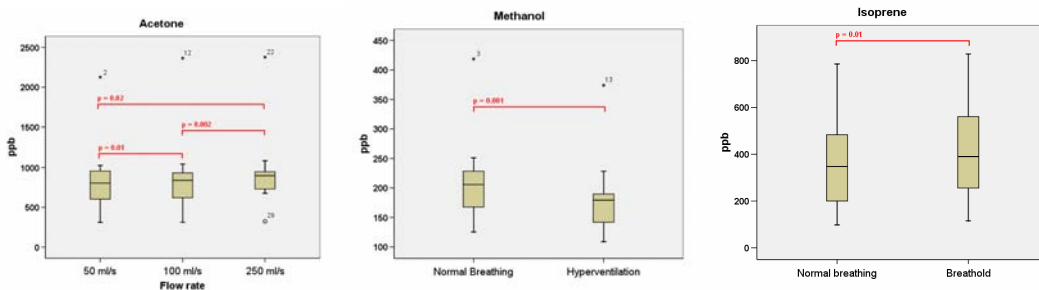 Acetone
2500
2000
1500
1000
500
0
ppb
2
12
22
29
p = 0.02
p = 0.002
p = 0.01
50 ml/s
100 ml/s
250 ml/s
Flow rate
Methanol
450
400
350
300
250
200
150
100
ppb
3
13
p = 0.001
Normal Breathing
Hyperventilation
Isoprene
800
600
400
200
0
ppb
p = 0.01
Normal breathing
Breathold